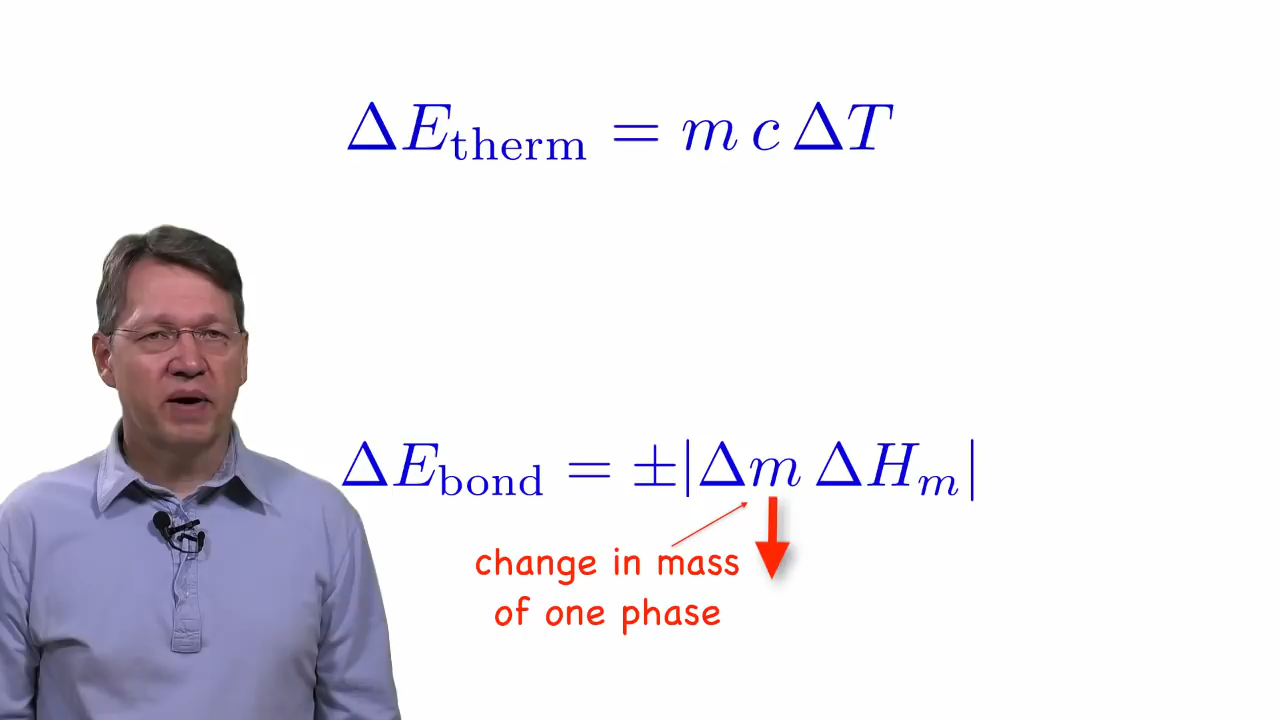 ΔE_therm = m c ΔT
ΔE_bond = ±|Δm ΔH_m|
change in mass
of one phase